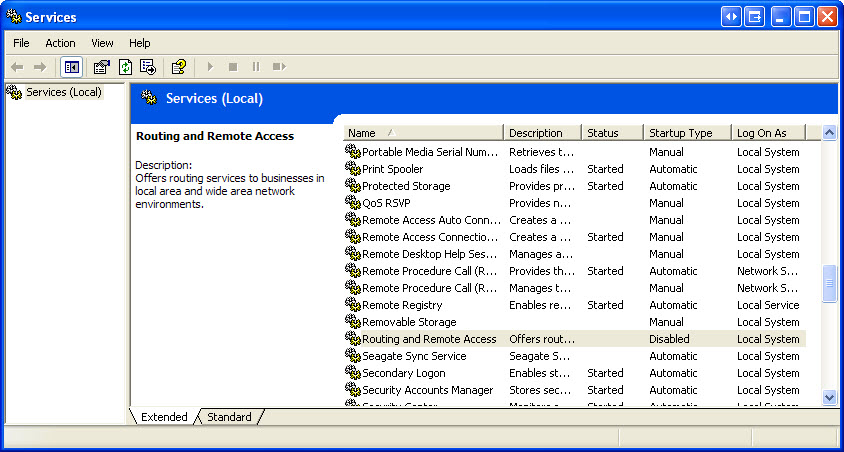 Services
File Action View Help
Services (Local)
Services (Local)
Routing and Remote Access
Description:
Offers routing services to businesses in
local area and wide area network
environments.
Name Description Status Startup Type Log On As
Portable Media Serial Num... Retrieves t... Manual Local System
Print Spooler Loads files ... Started Automatic Local System
Protected Storage Provides pr... Started Automatic Local System
QoS RSVP Provides n... Manual Local System
Remote Access Auto Conn... Creates a ... Manual Local System
Remote Access Connectio... Creates a ... Started Manual Local System
Remote Desktop Help Ses... Manages a... Manual Local System
Remote Procedure Call (R... Provides th... Started Automatic Network S...
Remote Procedure Call (R... Manages t... Manual Network S...
Remote Registry Enables re... Started Automatic Local Service
Removable Storage Manual Local System
Routing and Remote Access Offers rout... Disabled Local System
Seagate Sync Service Seagate S... Automatic Local System
Secondary Logon Enables st... Started Automatic Local System
Security Accounts Manager Stores sec... Started Automatic Local System
Security Center Monitors s... Started Automatic Local System
Extended Standard